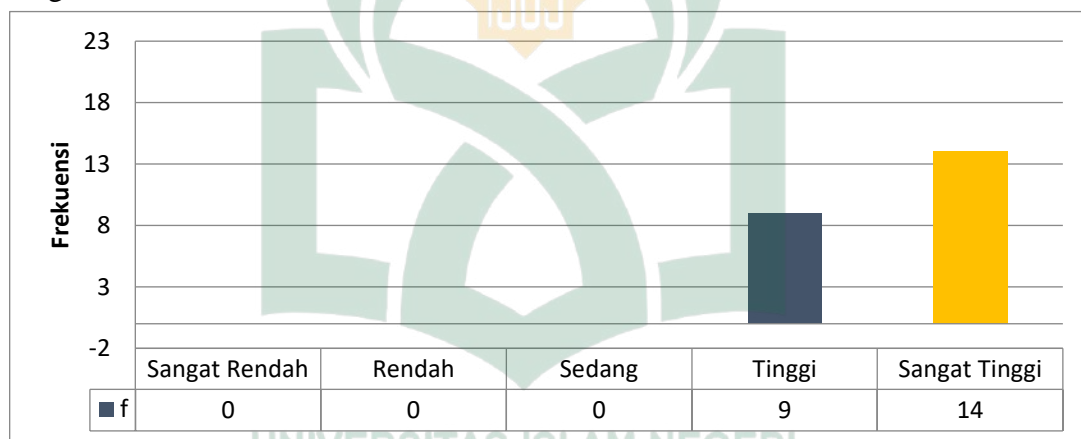 23
18
13
8
3
-2
Frekuensi
Sangat Rendah Rendah Sedang Tinggi Sangat Tinggi
f 0 0 0 9 14
UNIVERSITAS ISLAM NEGERI